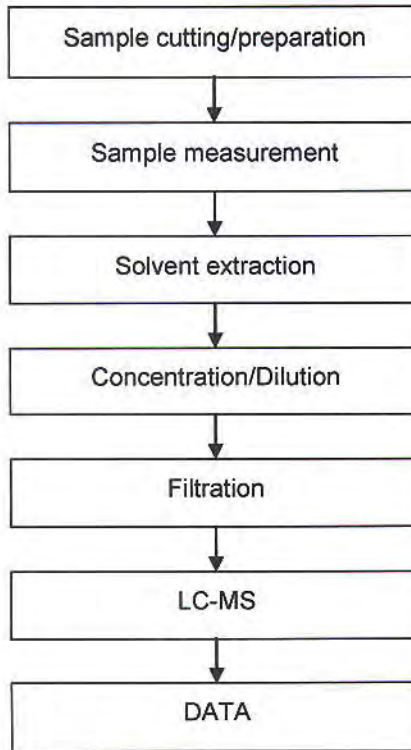 Sample cutting/preparation
Sample measurement
Solvent extraction
Concentration/Dilution
Filtration
LC-MS
DATA